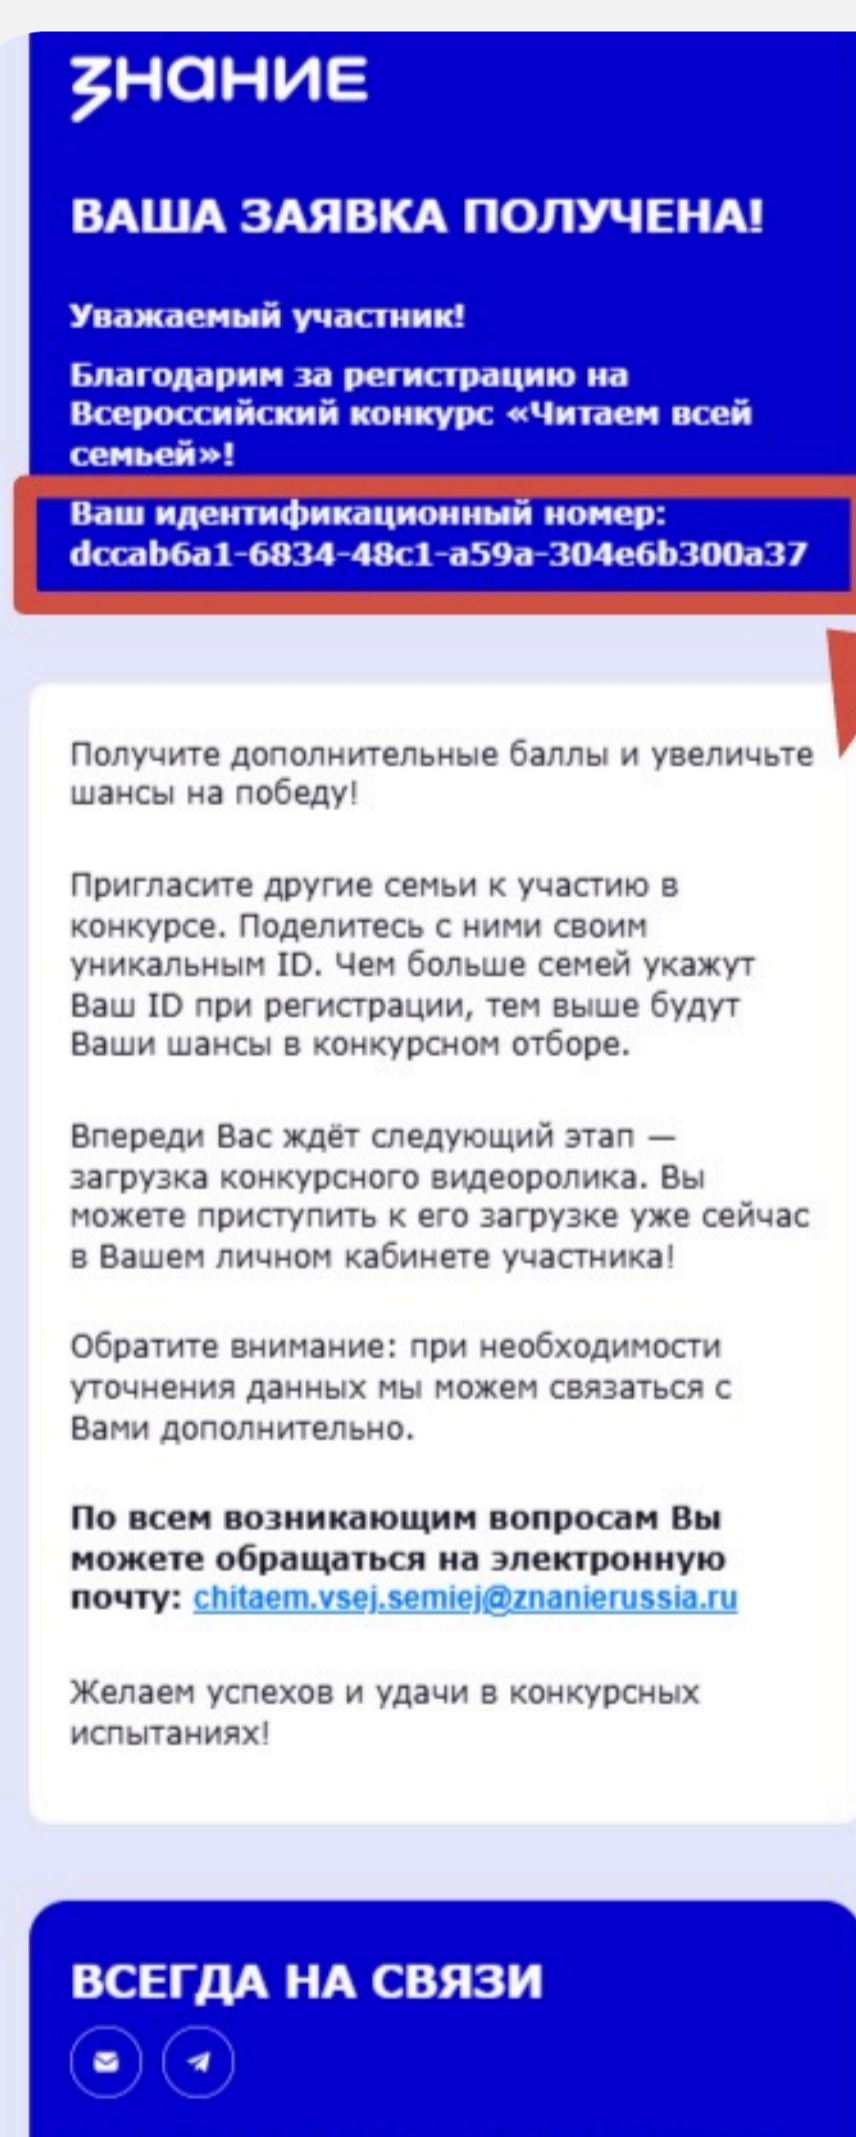 знание
ВАША ЗАЯВКА ПОЛУЧЕНА!
Уважаемый участник!
Благодарим за регистрацию на
Всероссийский конкурс «Читаем всей
семьей»!
Ваш идентификационный номер:
dccab6a1-6834-48c1-a59a-304e6b300a37
Получите дополнительные баллы и увеличьте
шансы на победу!
Пригласите другие семьи к участию в
конкурсе. Поделитесь с ними своим
уникальным ID. Чем больше семей укажут
Ваш ID при регистрации, тем выше будут
Ваши шансы в конкурсном отборе.
Впереди Вас ждёт следующий этап —
загрузка конкурсного видеоролика. Вы
можете приступить к его загрузке уже сейчас
в Вашем личном кабинете участника!
Обратите внимание: при необходимости
уточнения данных мы можем связаться с
Вами дополнительно.
По всем возникающим вопросам Вы
можете обращаться на электронную
почту: chitaem.vsej.semiej@znanierussia.ru
Желаем успехов и удачи в конкурсных
испытаниях!
ВСЕГДА НА СВЯЗИ